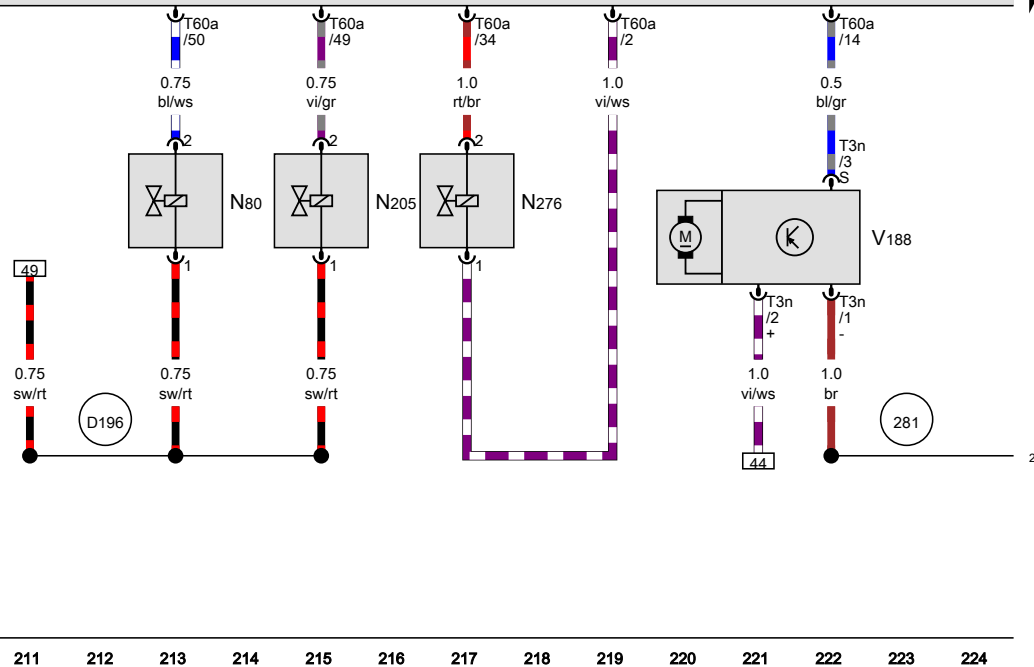 T60a
/50
T60a
/49
T60a
/34
T60a
/2
T60a
/14
0.75
bl/ws
0.75
vi/gr
1.0
rt/br
1.0
vi/ws
0.5
bl/gr
2
2
2
T3n
/3
S
N80
N205
N276
M
V188
49
1
1
1
T3n
/2
+
T3n
/1
-
0.75
sw/rt
0.75
sw/rt
0.75
sw/rt
1.0
vi/ws
1.0
br
D196
281
44
2
211 212 213 214 215 216 217 218 219 220 221 222 223 224